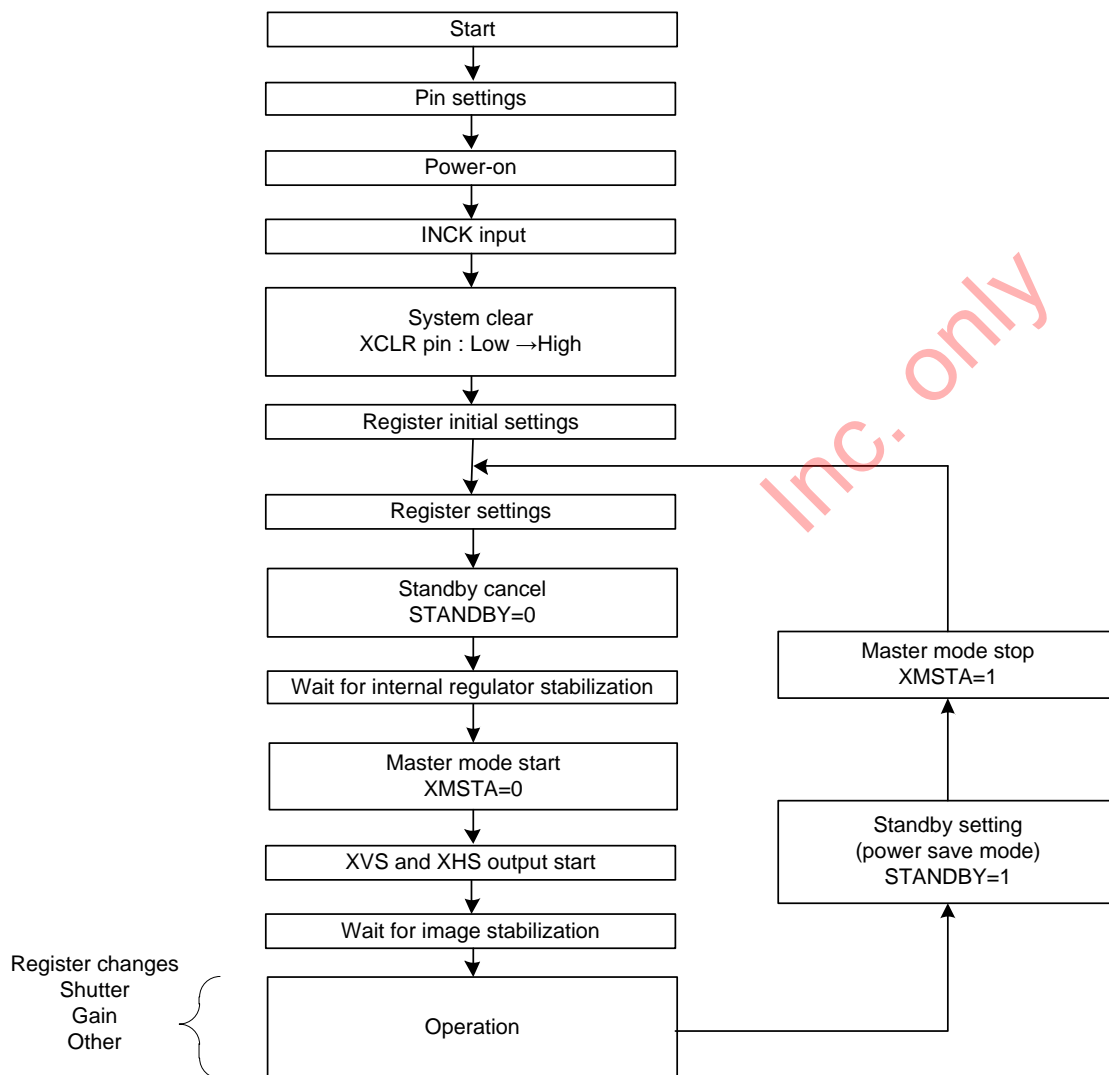 Start
Pin settings
Power-on
INCK input
System clear
XCLR pin : Low →High
Register initial settings
Register settings
Standby cancel
STANDBY=0
Wait for internal regulator stabilization
Master mode start
XMSTA=0
XVS and XHS output start
Wait for image stabilization
Operation
Register changes
Shutter
Gain
Other
Standby setting
(power save mode)
STANDBY=1
Master mode stop
XMSTA=1
Inc. only